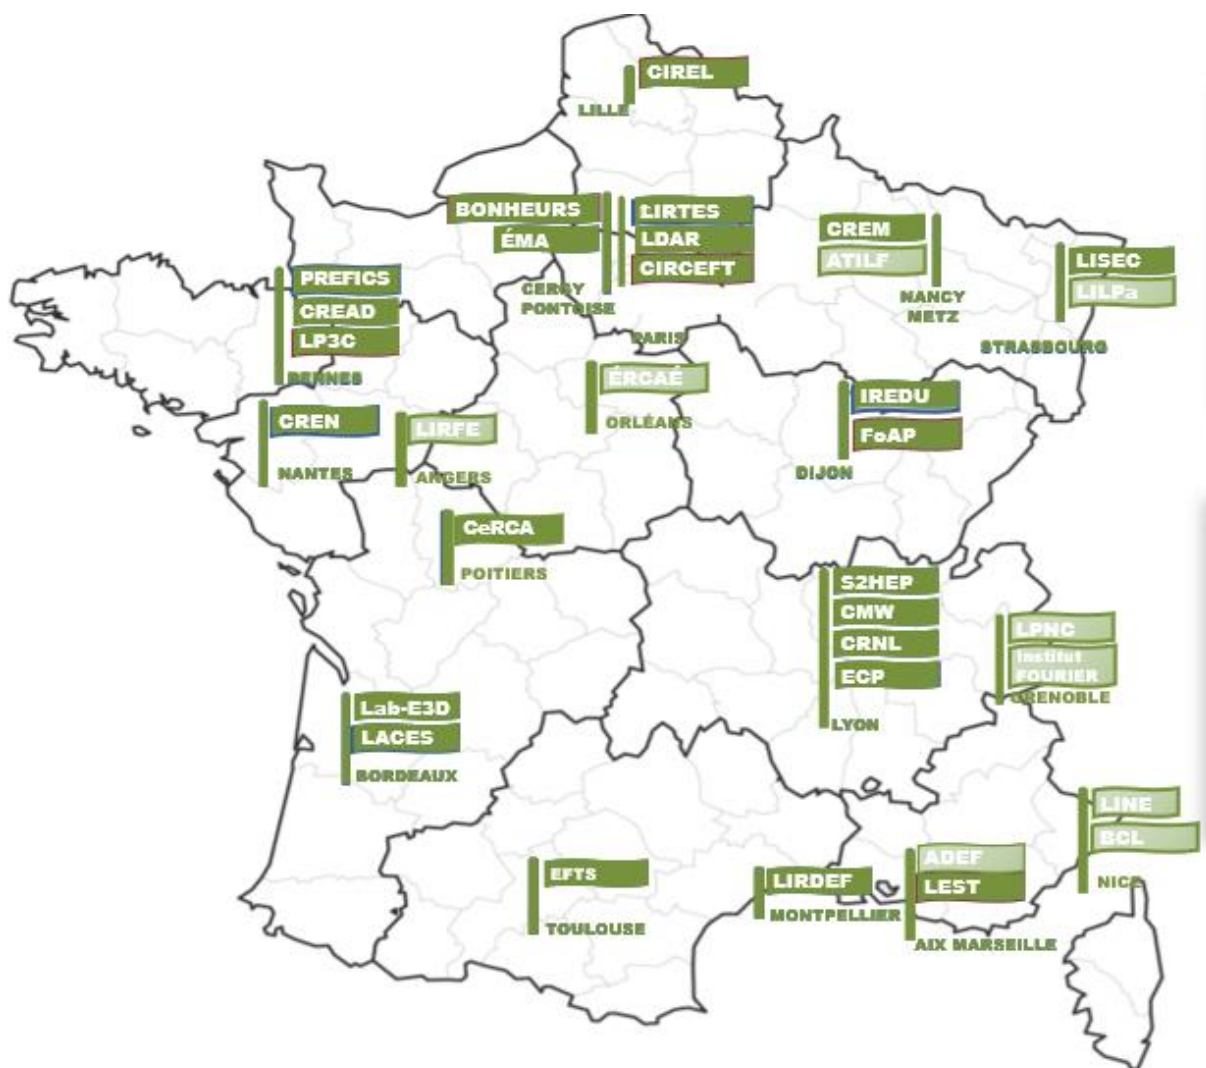 CIREL
LILLE
BONHEURS
ÉMA
CERGY
PONTOISE
LIRTES
LDAR
CIRCEFT
PARIS
CREM
ATILF
NANCY
METZ
LISEC
LILPa
STRASBOURG
PREFICS
CREAD
LP3C
RENNES
ÉRCAÉ
ORLÉANS
IREDU
FoAP
DIJON
CREN
NANTES
LIRFE
ANGERS
CeRCA
POITIERS
S2HEP
CMW
CRNL
ECP
LYON
LPNC
Institut
FOURIER
GRENOBLE
Lab-E3D
LACES
BORDEAUX
LINE
BCL
NICE
EFTS
TOULOUSE
LIRDEF
MONTPELLIER
ADEF
LEST
AIX MARSEILLE